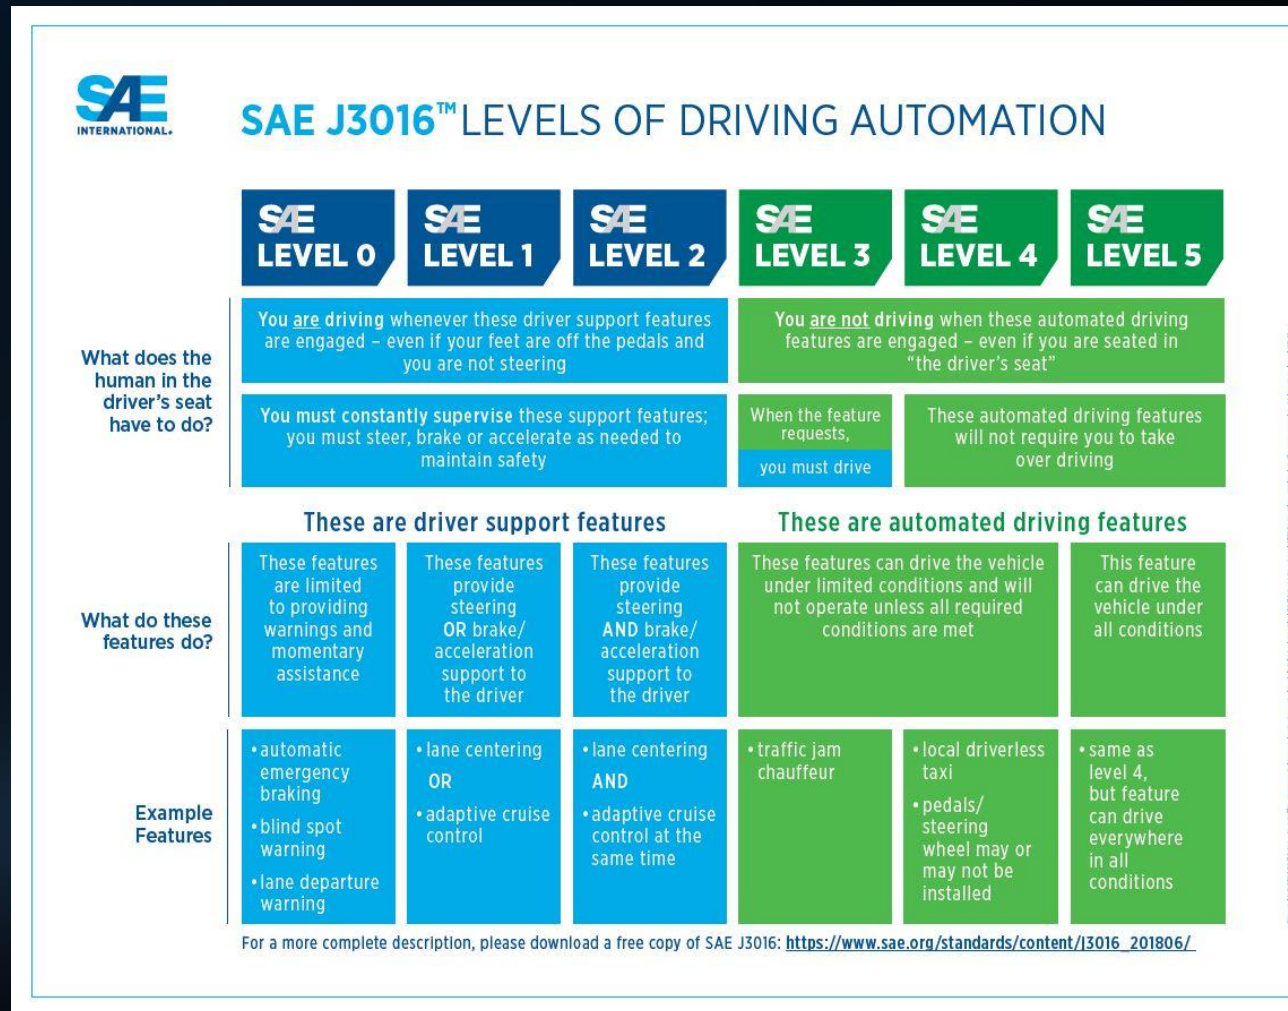 SAE
INTERNATIONAL®
SAE J3016™ LEVELS OF DRIVING AUTOMATION
SAE
LEVEL 0
SAE
LEVEL 1
SAE
LEVEL 2
SAE
LEVEL 3
SAE
LEVEL 4
SAE
LEVEL 5
What does the
human in the
driver's seat
have to do?
You are driving whenever these driver support features
are engaged – even if your feet are off the pedals and
you are not steering
You are not driving when these automated driving
features are engaged – even if you are seated in
“the driver's seat”
You must constantly supervise these support features;
you must steer, brake or accelerate as needed to
maintain safety
When the feature
requests,
you must drive
These automated driving features
will not require you to take
over driving
These are driver support features
These are automated driving features
What do these
features do?
These features
are limited
to providing
warnings and
momentary
assistance
These features
provide
steering
OR brake/
acceleration
support to
the driver
These features
provide
steering
AND brake/
acceleration
support to
the driver
These features can drive the vehicle
under limited conditions and will
not operate unless all required
conditions are met
This feature
can drive the
vehicle under
all conditions
Example
Features
•automatic
emergency
braking
•blind spot
warning
•lane departure
warning
•lane centering
OR
•adaptive cruise
control
•lane centering
AND
•adaptive cruise
control at the
same time
•traffic jam
chauffeur
•local driverless
taxi
•pedals/
steering
wheel may or
may not be
installed
•same as
level 4,
but feature
can drive
everywhere
in all
conditions
For a more complete description, please download a free copy of SAE J3016: https://www.sae.org/standards/content/J3016_201806/